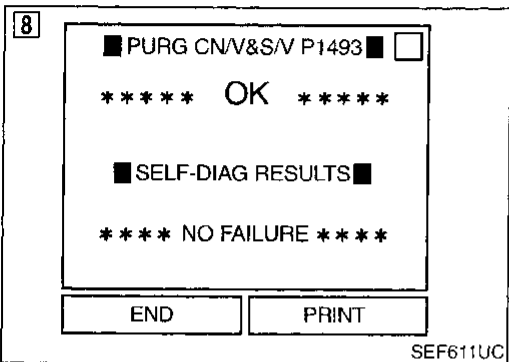 8
■ PURG CN/V&S/V P1493 ■ □
***** OK *****
■ SELF-DIAG RESULTS ■
**** NO FAILURE ****
END PRINT
SEF611UC